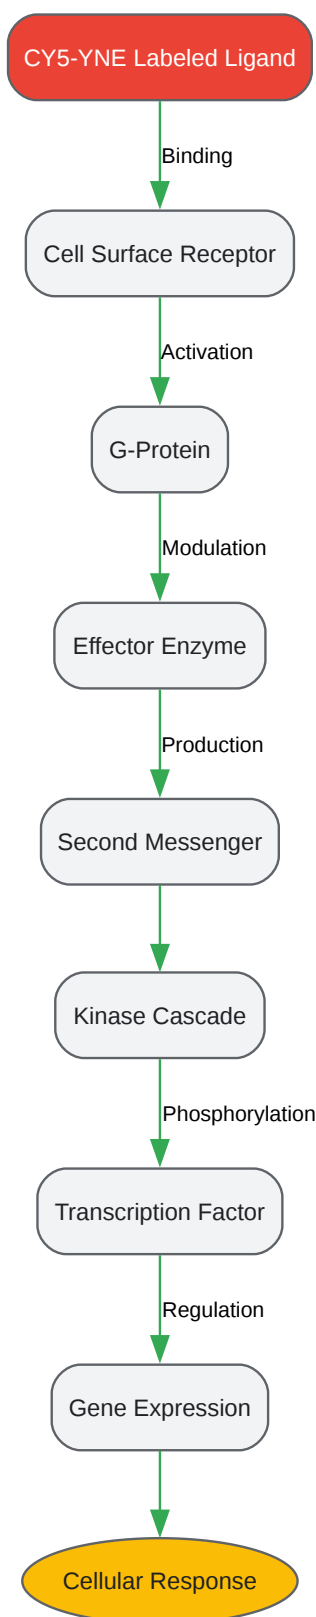 CY5-YNE Labeled Ligand
Binding
Cell Surface Receptor
Activation
G-Protein
Modulation
Effector Enzyme
Production
Second Messenger
Kinase Cascade
Phosphorylation
Transcription Factor
Regulation
Gene Expression
Cellular Response